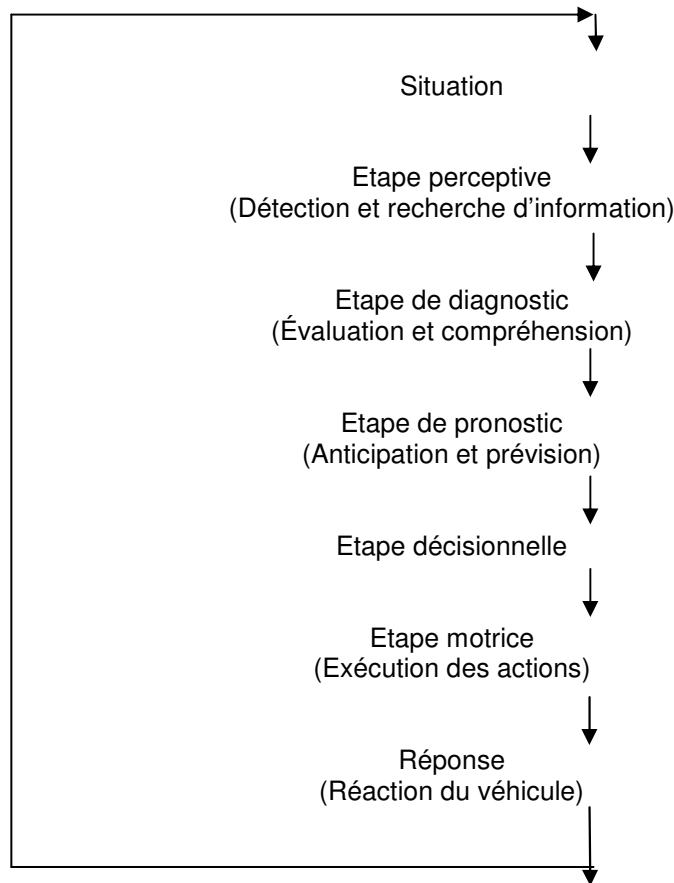 Situation
Etape perceptive
(Détection et recherche d'information)
Etape de diagnostic
(Évaluation et compréhension)
Etape de pronostic
(Anticipation et prévision)
Etape décisionnelle
Etape motrice
(Exécution des actions)
Réponse
(Réaction du véhicule)